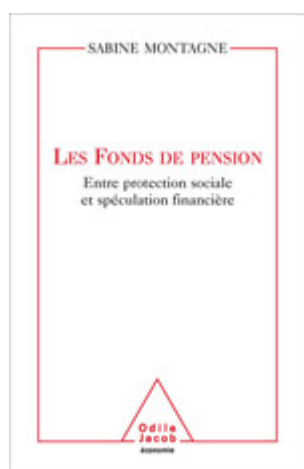 SABINE MONTAGNE
LES FONDS DE PENSION
Entre protection sociale
et spéculation financière
Odile
Jacob
économie